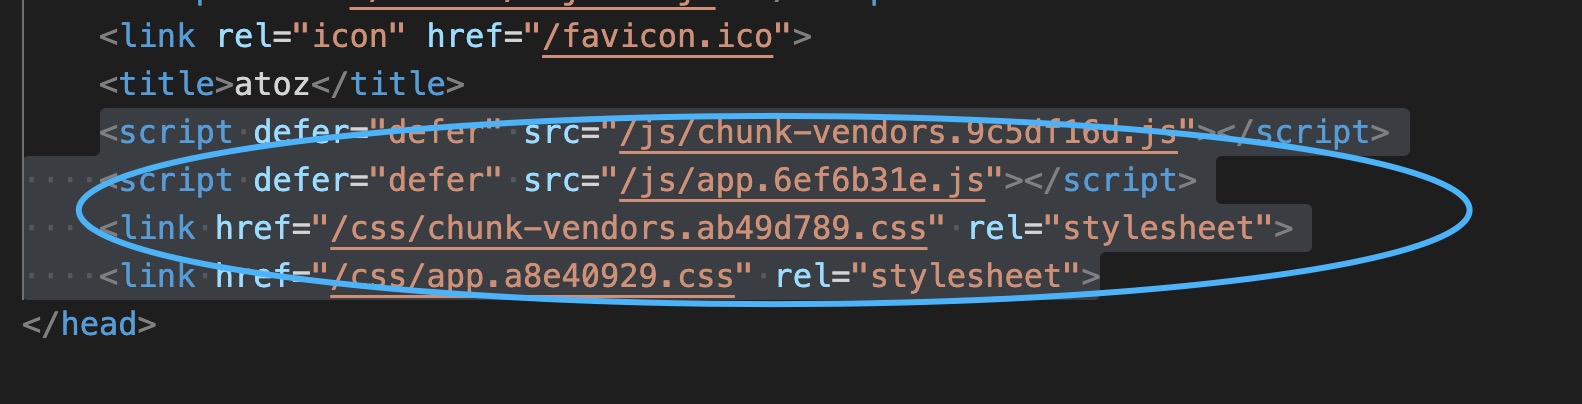 <link rel="icon" href="/favicon.ico">
<title>atoz</title>
<script defer="defer" src="/js/chunk-vendors.9c5df16d.js"></script>
<script defer="defer" src="/js/app.6ef6b31e.js"></script>
<link href="/css/chunk-vendors.ab49d789.css" rel="stylesheet">
<link href="/css/app.a8e40929.css" rel="stylesheet">
</head>